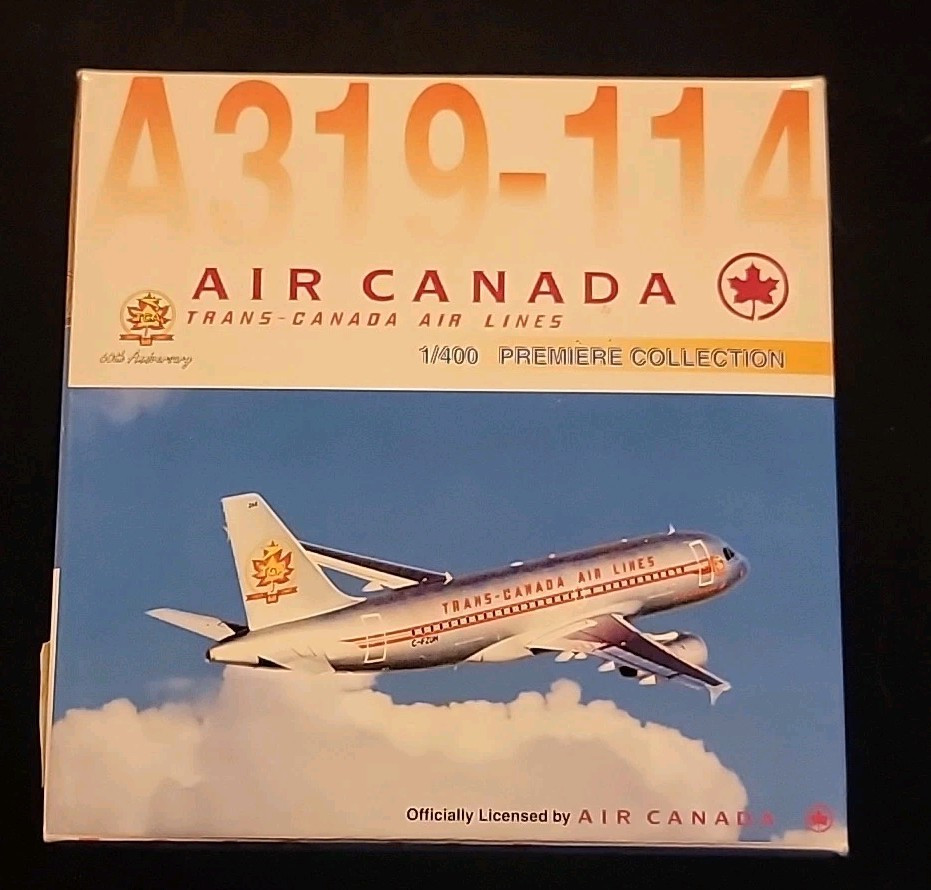 A319-114
AIR CANADA
TRANS-CANADA AIR LINES
TCA
60th Anniversary
1/400 PREMIERE COLLECTION
TRANS-CANADA AIR LINES
Officially Licensed by AIR CANADA